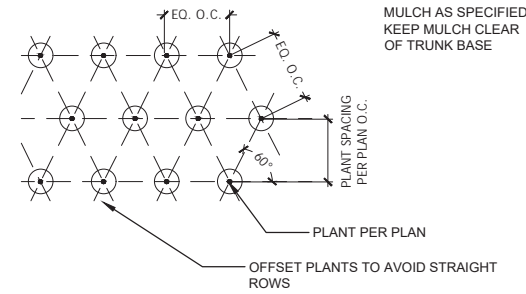 EQ. O.C.
MULCH AS SPECIFIED
KEEP MULCH CLEAR
OF TRUNK BASE
EQ. O.C.
PLANT SPACING
PER PLAN O.C.
60°
PLANT PER PLAN
OFFSET PLANTS TO AVOID STRAIGHT
ROWS